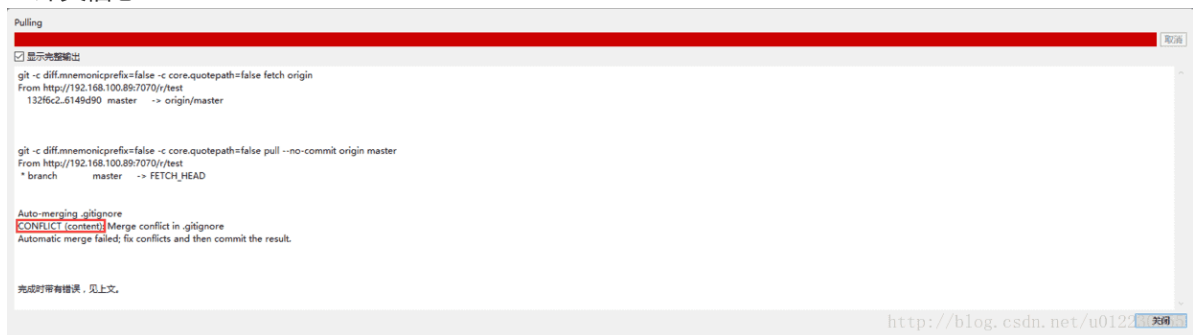 Pulling
取消
显示完整输出
git -c diff.mnemonicprefix=false -c core.quotepath=false fetch origin
From http://192.168.100.89:7070/r/test
132f6c2..6149d90 master -> origin/master
git -c diff.mnemonicprefix=false -c core.quotepath=false pull --no-commit origin master
From http://192.168.100.89:7070/r/test
* branch master -> FETCH_HEAD
Auto-merging .gitignore
CONFLICT (content): Merge conflict in .gitignore
Automatic merge failed; fix conflicts and then commit the result.
完成时带有错误，见上文。
关闭